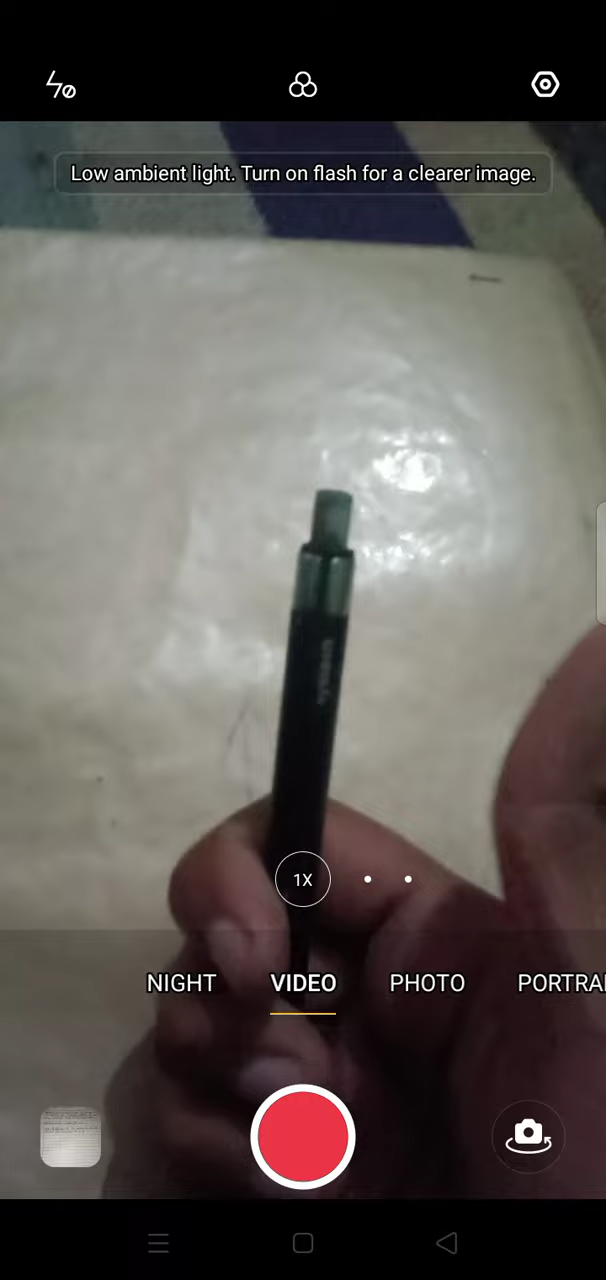 Low ambient light. Turn on flash for a clearer image.
1X
NIGHT VIDEO PHOTO PORTRAI